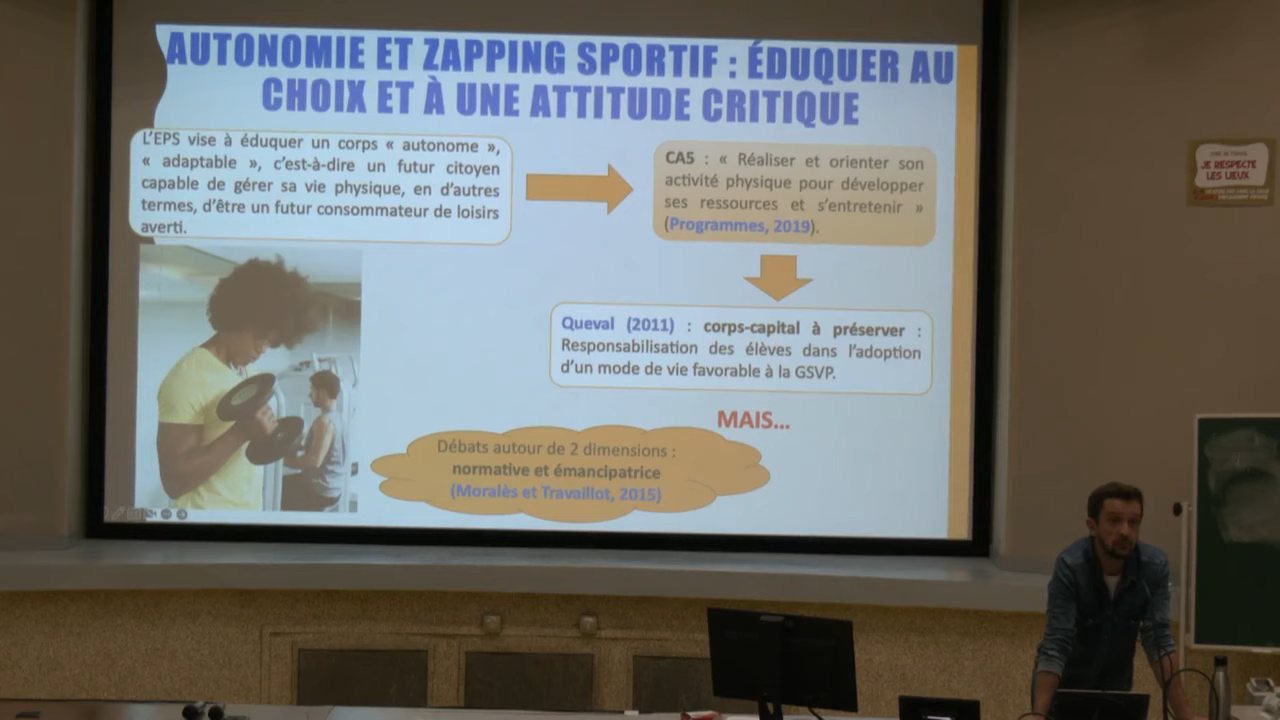 AUTONOMIE ET ZAPPING SPORTIF : ÉDUQUER AU
CHOIX ET À UNE ATTITUDE CRITIQUE
L'EPS vise à éduquer un corps « autonome »,
« adaptable », c'est-à-dire un futur citoyen
capable de gérer sa vie physique, en d'autres
termes, d'être un futur consommateur de loisirs
averti.
CA5 : « Réaliser et orienter son
activité physique pour développer
ses ressources et s'entretenir »
(Programmes, 2019).
Queval (2011) : corps-capital à préserver :
Responsabilisation des élèves dans l'adoption
d'un mode de vie favorable à la GSVP.
MAIS...
Débats autour de 2 dimensions :
normative et émancipatrice
(Moralès et Travaillot, 2015)
JE RESPECTE
LES LIEUX